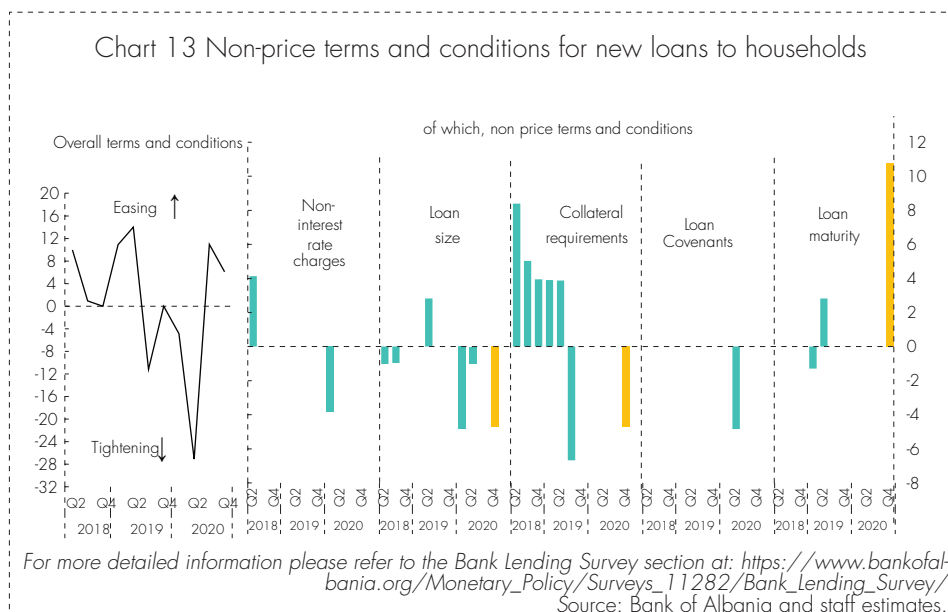 Chart 13 Non-price terms and conditions for new loans to households
of which, non price terms and conditions
Overall terms and conditions
Easing
Tightening
Non-
interest
rate
charges
Loan
size
Collateral
requirements
Loan
Covenants
Loan
maturity
20
16
12
8
4
0
-4
-8
-12
-16
-20
-24
-28
-32
12
10
8
6
4
2
0
-2
-4
-6
-8
Q2 Q4 Q2 Q4 Q2 Q4
2018 2019 2020
Q2 Q4 Q2 Q4 Q2 Q4
2018 2019 2020
Q2 Q4 Q2 Q4 Q2 Q4
2018 2019 2020
Q2 Q4 Q2 Q4 Q2 Q4
2018 2019 2020
Q2 Q4 Q2 Q4 Q2 Q4
2018 2019 2020
Q2 Q4 Q2 Q4 Q2 Q4
2018 2019 2020
For more detailed information please refer to the Bank Lending Survey section at: https://www.bankofal-
bania.org/Monetary_Policy/Surveys_11282/Bank_Lending_Survey/
Source: Bank of Albania and staff estimates.